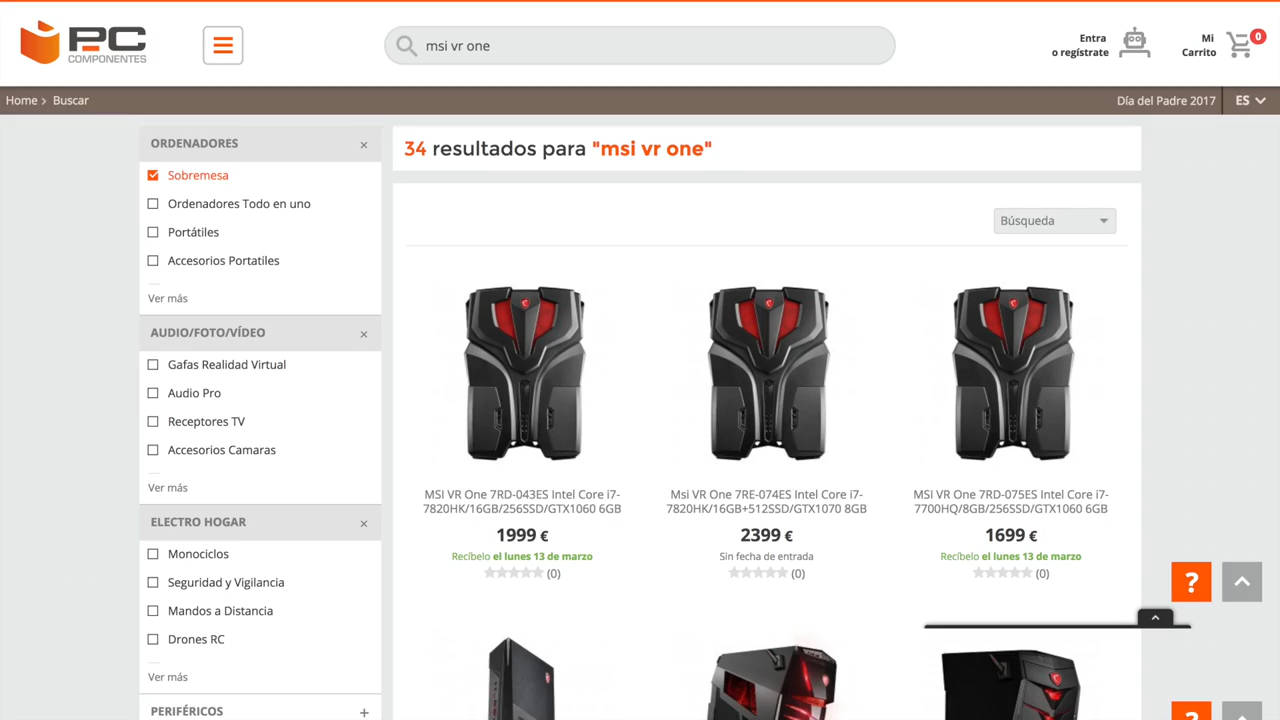 PC
COMPONENTES
msi vr one
Entra
o regístrate
Mi
Carrito
0
Home > Buscar
Día del Padre 2017
ES
ORDENADORES ×
Sobremesa
Ordenadores Todo en uno
Portátiles
Accesorios Portatiles
Ver más
AUDIO/FOTO/VÍDEO ×
Gafas Realidad Virtual
Audio Pro
Receptores TV
Accesorios Camaras
Ver más
ELECTRO HOGAR ×
Monociclos
Seguridad y Vigilancia
Mandos a Distancia
Drones RC
Ver más
PERIFÉRICOS +
34 resultados para "msi vr one"
Búsqueda
MSI VR One 7RD-043ES Intel Core i7-
7820HK/16GB/256SSD/GTX1060 6GB
1999 €
Recíbelo el lunes 13 de marzo
(0)
Msi VR One 7RE-074ES Intel Core i7-
7820HK/16GB+512SSD/GTX1070 8GB
2399 €
Sin fecha de entrada
(0)
MSI VR One 7RD-075ES Intel Core i7-
7700HQ/8GB/256SSD/GTX1060 6GB
1699 €
Recíbelo el lunes 13 de marzo
(0)
?
?